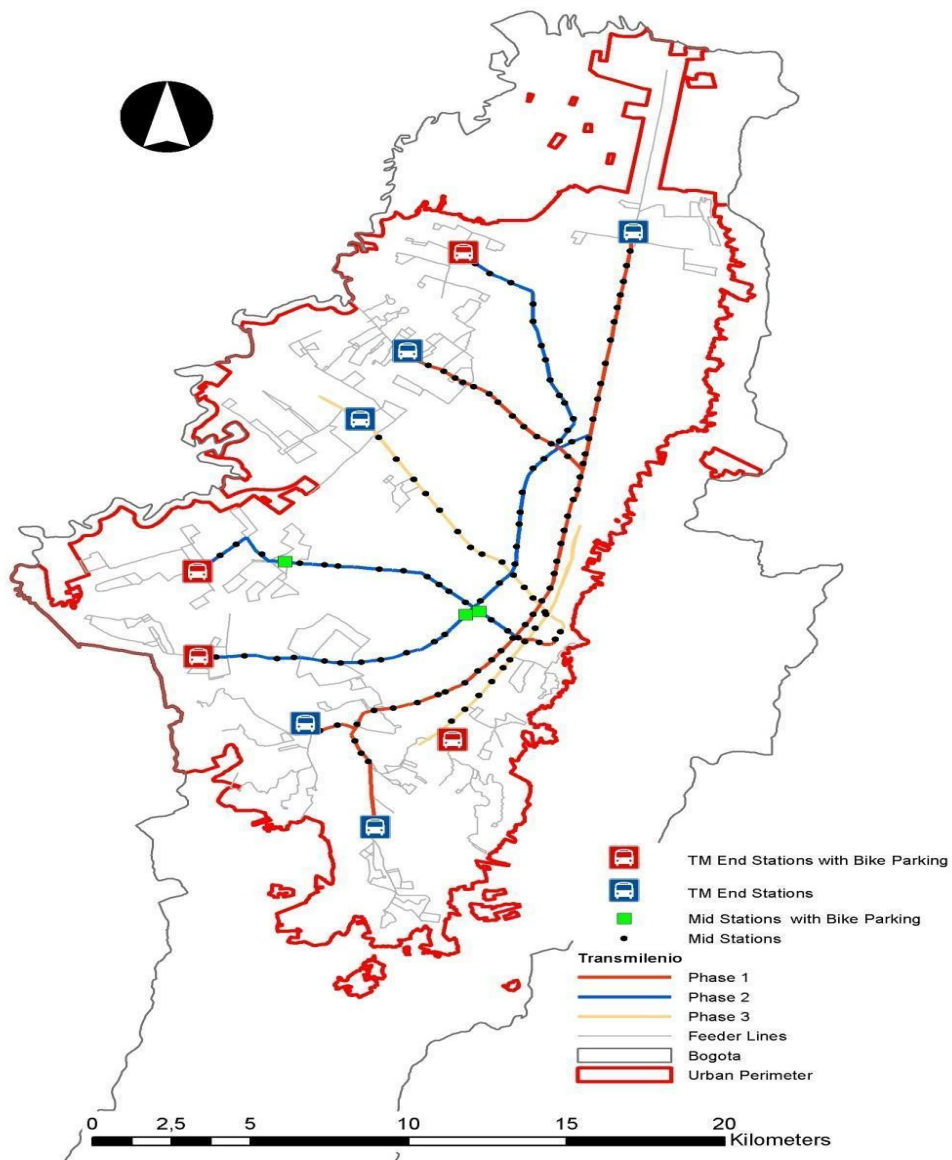 TM End Stations with Bike Parking
TM End Stations
Mid Stations with Bike Parking
Mid Stations
Transmilenio
Phase 1
Phase 2
Phase 3
Feeder Lines
Bogota
Urban Perimeter
0 2,5 5 10 15 20
Kilometers